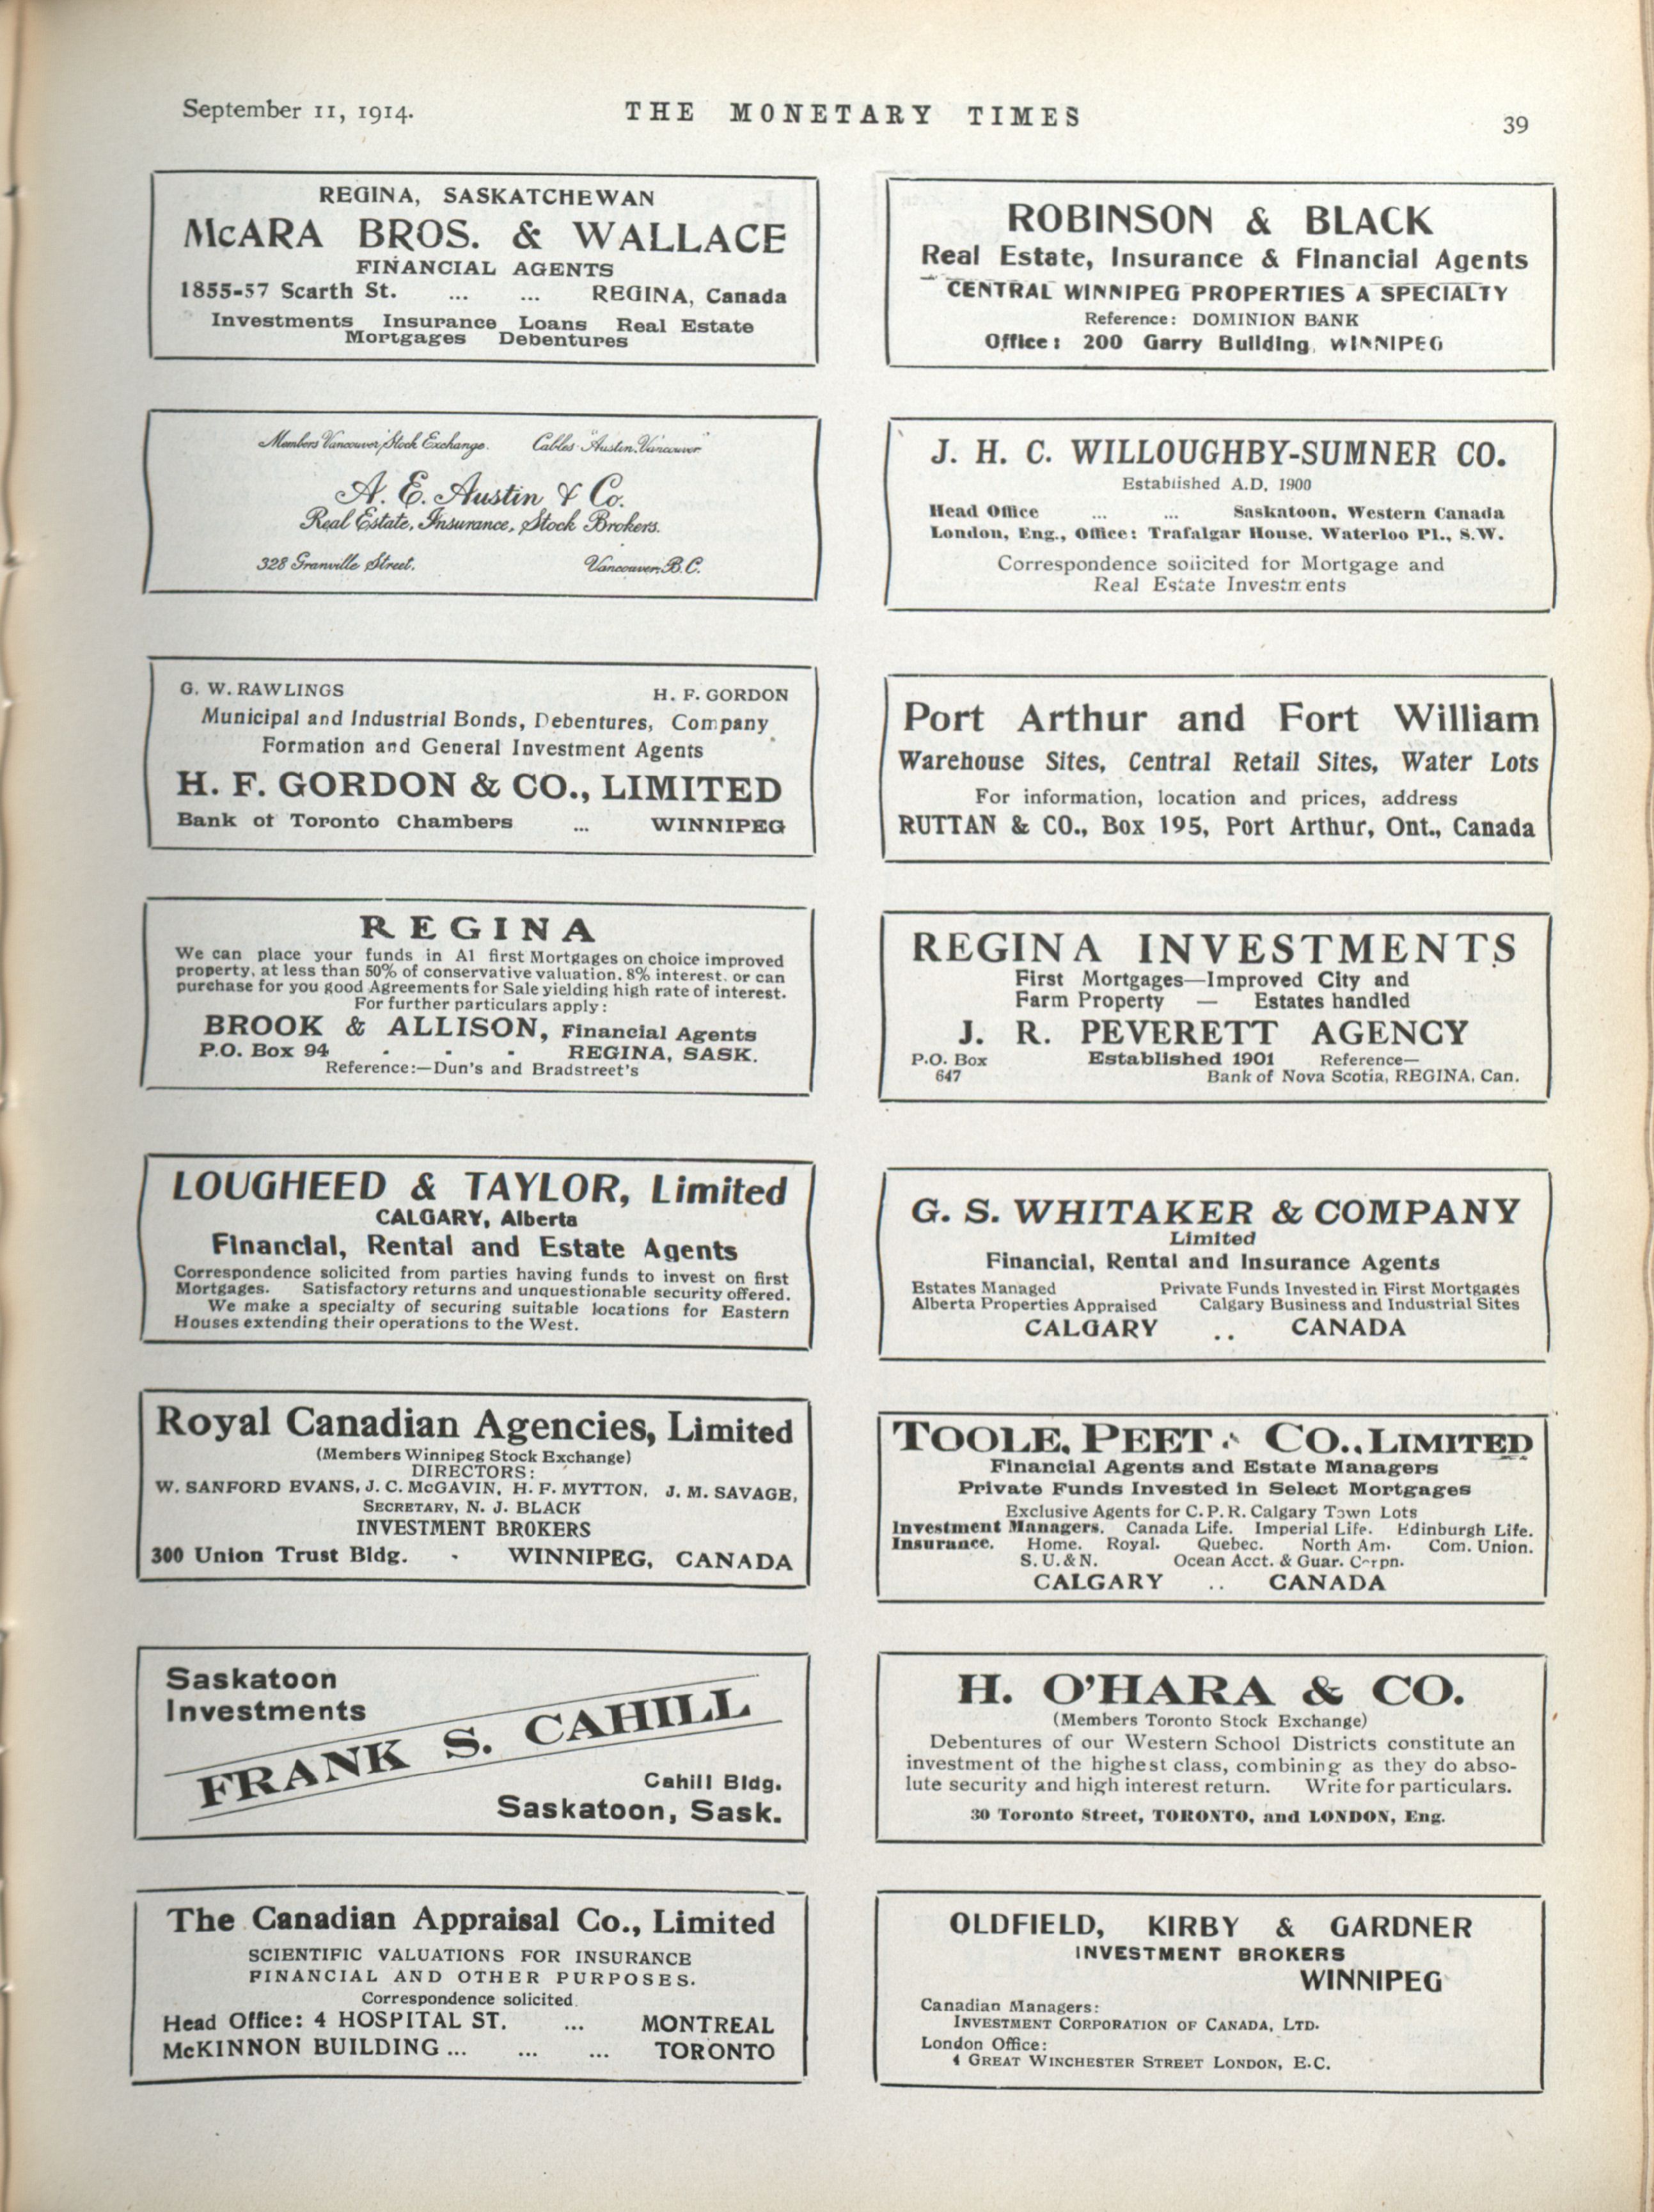 September 11, 1914.
THE MONETARY TIMES
39
REGINA, SASKATCHEWAN
McARA BROS. & WALLACE
FINANCIAL AGENTS
1855-57 Scarth St. ... ... REGINA, Canada
Investments Insurance Loans Real Estate
Mortgages Debentures
ROBINSON & BLACK
Real Estate, Insurance & Financial Agents
CENTRAL WINNIPEG PROPERTIES A SPECIALTY
Reference: DOMINION BANK
Office: 200 Garry Building, WINNIPEG
Members Vancouver Stock Exchange. Cables "Austin, Vancouver"
A. E. Austin & Co.
Real Estate, Insurance, Stock Brokers.
328 Granville Street. Vancouver, B.C.
J. H. C. WILLOUGHBY-SUMNER CO.
Established A.D. 1900
Head Office ... ... Saskatoon, Western Canada
London, Eng., Office: Trafalgar House. Waterloo Pl., S.W.
Correspondence solicited for Mortgage and
Real Estate Investments
G. W. RAWLINGS H. F. GORDON
Municipal and Industrial Bonds, Debentures, Company
Formation and General Investment Agents
H. F. GORDON & CO., LIMITED
Bank of Toronto Chambers ... WINNIPEG
Port Arthur and Fort William
Warehouse Sites, Central Retail Sites, Water Lots
For information, location and prices, address
RUTTAN & CO., Box 195, Port Arthur, Ont., Canada
REGINA
We can place your funds in A1 first Mortgages on choice improved
property, at less than 50% of conservative valuation. 8% interest, or can
purchase for you good Agreements for Sale yielding high rate of interest.
For further particulars apply:
BROOK & ALLISON, Financial Agents
P.O. Box 94 - - - REGINA, SASK.
Reference:—Dun's and Bradstreet's
REGINA INVESTMENTS
First Mortgages—Improved City and
Farm Property — Estates handled
J. R. PEVERETT AGENCY
P.O. Box Established 1901 Reference—
647 Bank of Nova Scotia, REGINA, Can.
LOUGHEED & TAYLOR, Limited
CALGARY, Alberta
Financial, Rental and Estate Agents
Correspondence solicited from parties having funds to invest on first
Mortgages. Satisfactory returns and unquestionable security offered.
We make a specialty of securing suitable locations for Eastern
Houses extending their operations to the West.
G. S. WHITAKER & COMPANY
Limited
Financial, Rental and Insurance Agents
Estates Managed Private Funds Invested in First Mortgages
Alberta Properties Appraised Calgary Business and Industrial Sites
CALGARY .. CANADA
Royal Canadian Agencies, Limited
(Members Winnipeg Stock Exchange)
DIRECTORS:
W. SANFORD EVANS, J. C. McGAVIN, H. F. MYTTON, J. M. SAVAGE,
SECRETARY, N. J. BLACK
INVESTMENT BROKERS
300 Union Trust Bldg. - WINNIPEG, CANADA
TOOLE, PEET & CO., LIMITED
Financial Agents and Estate Managers
Private Funds Invested in Select Mortgages
Exclusive Agents for C. P. R. Calgary Town Lots
Investment Managers. Canada Life. Imperial Life. Edinburgh Life.
Insurance. Home. Royal. Quebec. North Am. Com. Union.
S. U. & N. Ocean Acct. & Guar. Corpn.
CALGARY .. CANADA
Saskatoon
Investments
FRANK S. CAHILL
Cahill Bldg.
Saskatoon, Sask.
H. O'HARA & CO.
(Members Toronto Stock Exchange)
Debentures of our Western School Districts constitute an
investment of the highest class, combining as they do abso-
lute security and high interest return. Write for particulars.
30 Toronto Street, TORONTO, and LONDON, Eng.
The Canadian Appraisal Co., Limited
SCIENTIFIC VALUATIONS FOR INSURANCE
FINANCIAL AND OTHER PURPOSES.
Correspondence solicited.
Head Office: 4 HOSPITAL ST. ... MONTREAL
McKINNON BUILDING ... ... ... TORONTO
OLDFIELD, KIRBY & GARDNER
INVESTMENT BROKERS
WINNIPEG
Canadian Managers:
INVESTMENT CORPORATION OF CANADA, LTD.
London Office:
4 GREAT WINCHESTER STREET LONDON, E.C.